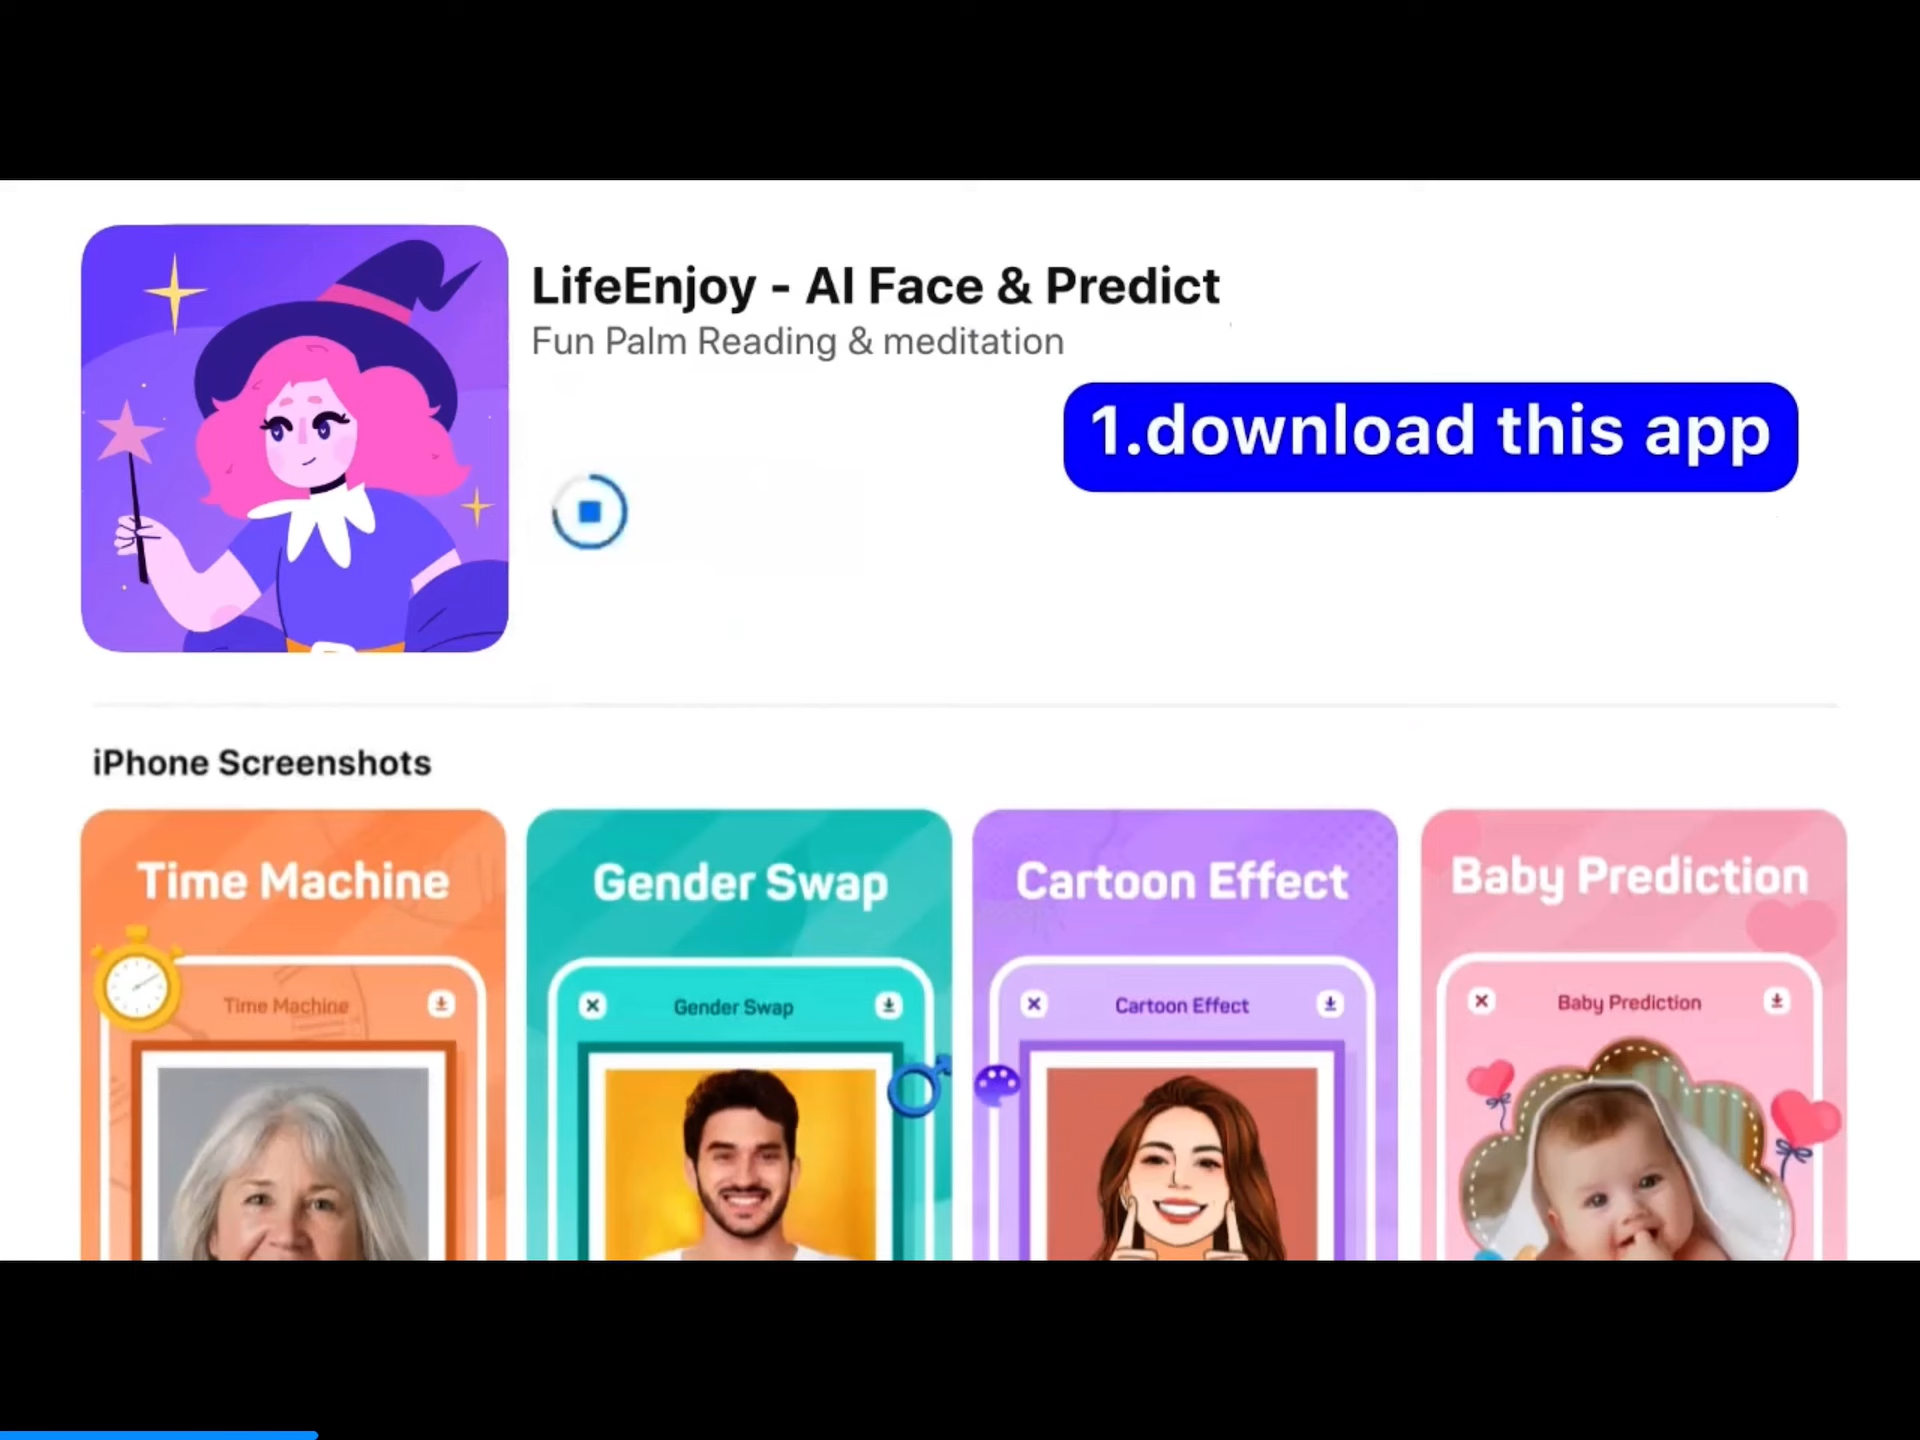 LifeEnjoy - AI Face & Predict
Fun Palm Reading & meditation
1.download this app
iPhone Screenshots
Time Machine
Gender Swap
Cartoon Effect
Baby Prediction
Time Machine
Gender Swap
Cartoon Effect
Baby Prediction